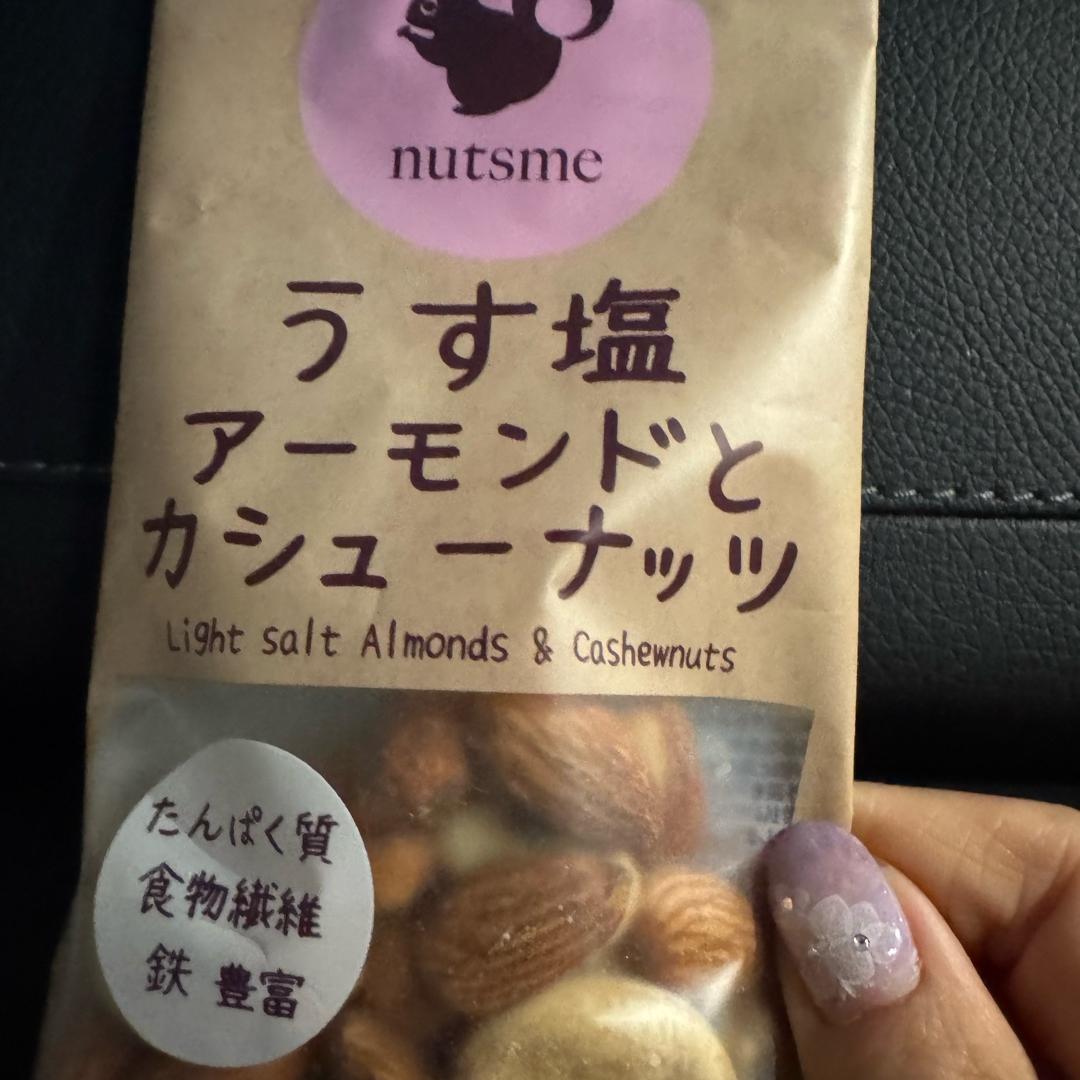 nutsme
うす塩
アーモンドと
カシューナッツ
Light salt Almonds & Cashewnuts
たんぱく質
食物繊維
鉄 豊富